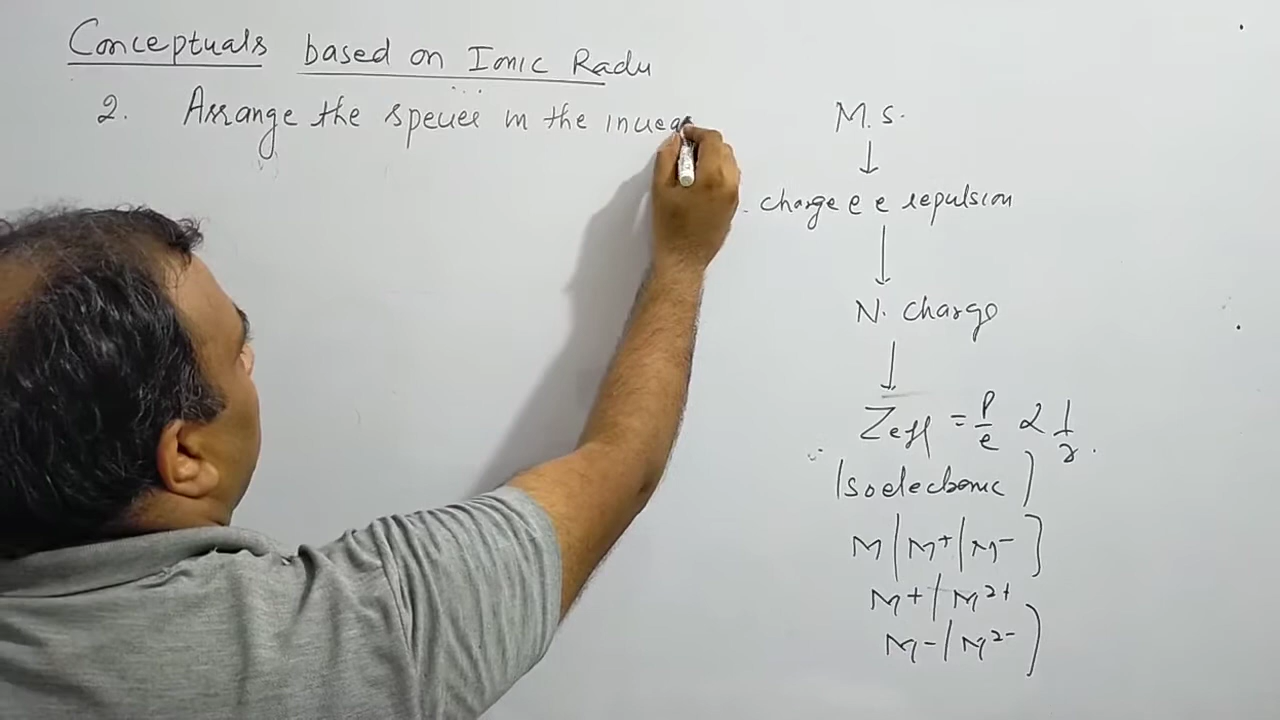 Conceptuals based on Ionic Radii
2. Arrange the species in the increa
M.S.
↓
charge e e repulsion
↓
N. charge
↓
Zeff = P/e ∝ 1/r.
Isoelectronic )
M | M+ | M- ]
M+ | M2+
M- | M2- )